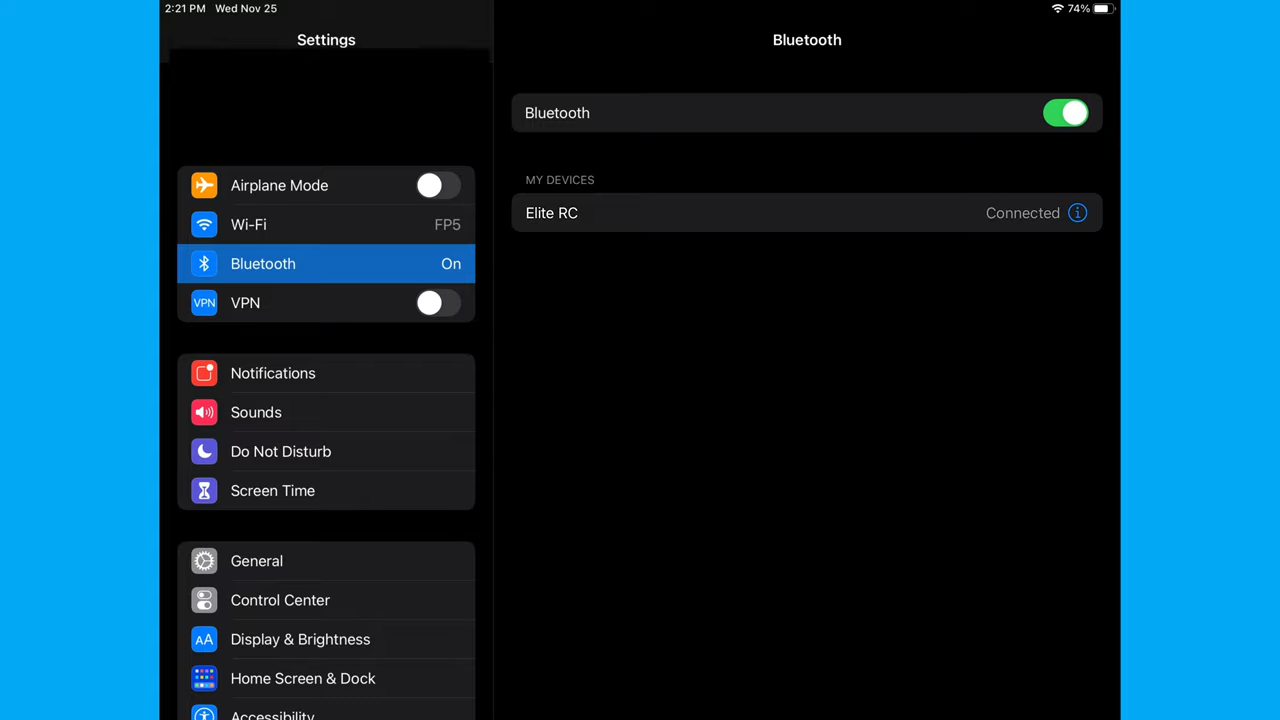 2:21 PM Wed Nov 25
74%
Settings
Bluetooth
Airplane Mode
Wi-Fi FP5
Bluetooth On
VPN VPN
Notifications
Sounds
Do Not Disturb
Screen Time
General
Control Center
AA Display & Brightness
Home Screen & Dock
Accessibility
Bluetooth
MY DEVICES
Elite RC Connected